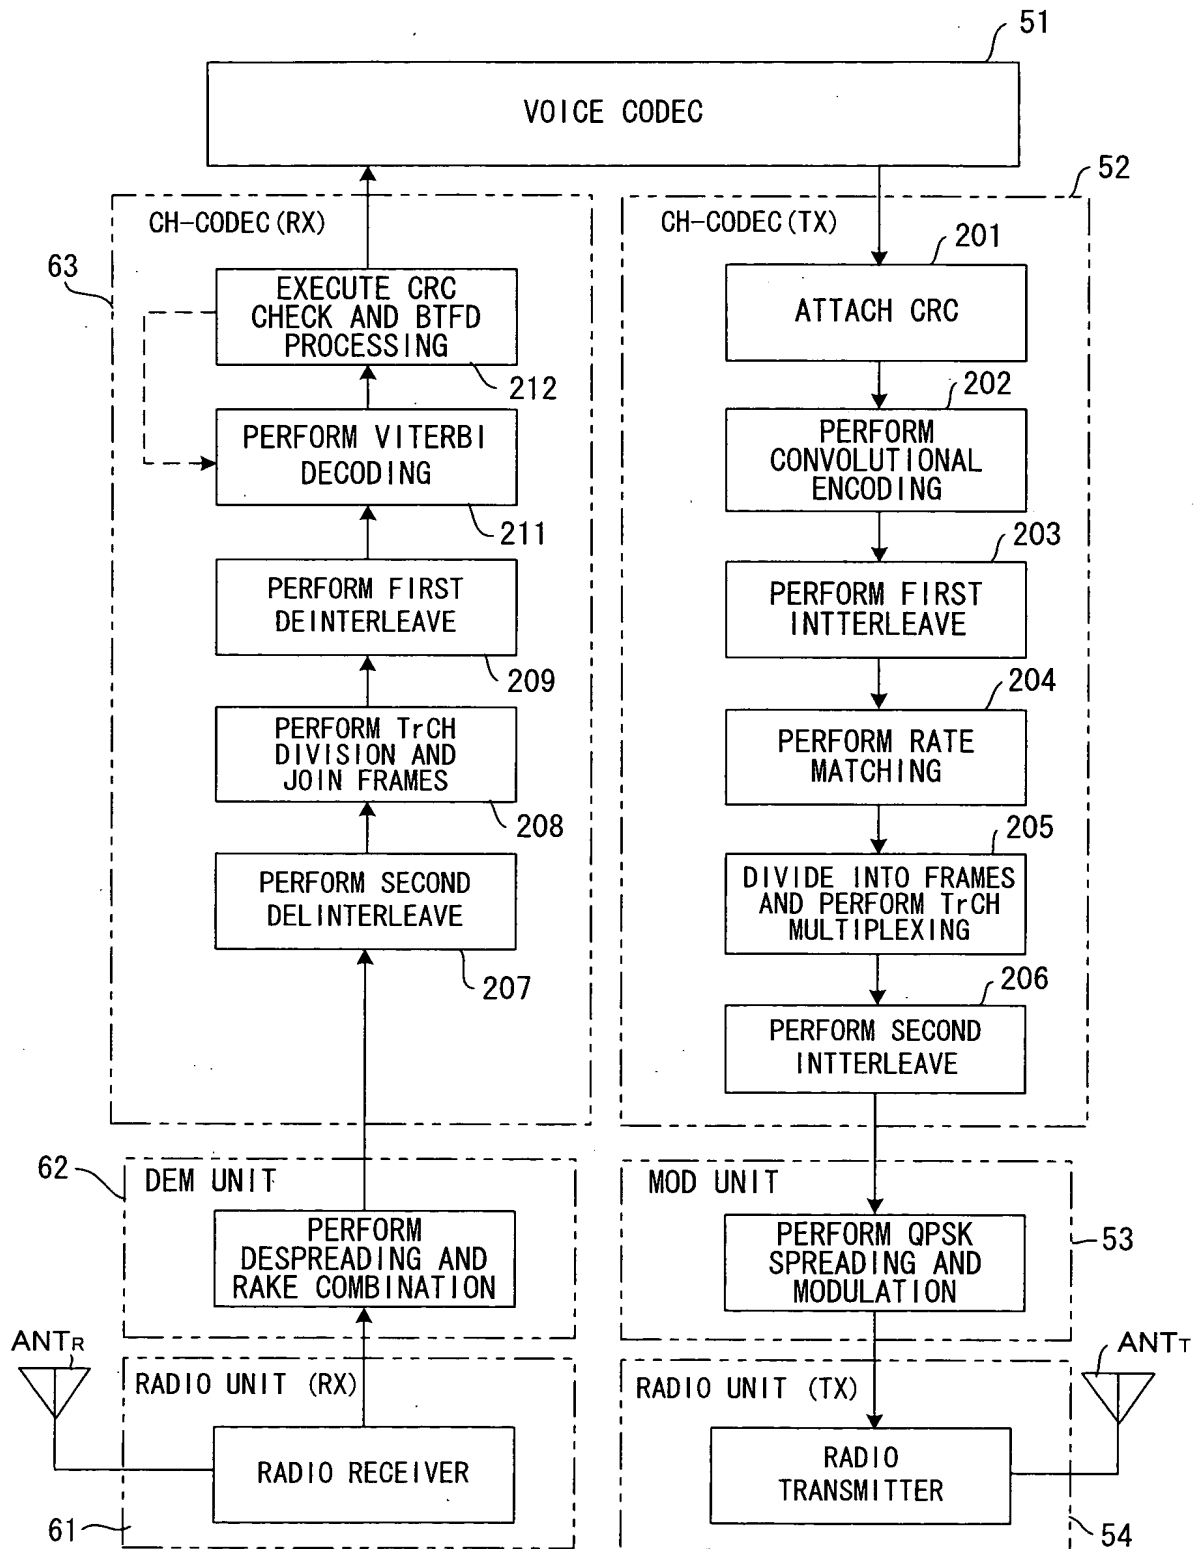 51
VOICE CODEC
CH-CODEC(RX)
63
EXECUTE CRC
CHECK AND BTFD
PROCESSING
212
PERFORM VITERBI
DECODING
211
PERFORM FIRST
DEINTERLEAVE
209
PERFORM TrCH
DIVISION AND
JOIN FRAMES
208
PERFORM SECOND
DELINTERLEAVE
207
52
CH-CODEC(TX)
201
ATTACH CRC
202
PERFORM
CONVOLUTIONAL
ENCODING
203
PERFORM FIRST
INTTERLEAVE
204
PERFORM RATE
MATCHING
205
DIVIDE INTO FRAMES
AND PERFORM TrCH
MULTIPLEXING
206
PERFORM SECOND
INTTERLEAVE
62
DEM UNIT
PERFORM
DESPREADING AND
RAKE COMBINATION
MOD UNIT
PERFORM QPSK
SPREADING AND
MODULATION
53
ANTR
RADIO UNIT (RX)
RADIO RECEIVER
61
RADIO UNIT (TX)
ANTT
RADIO
TRANSMITTER
54